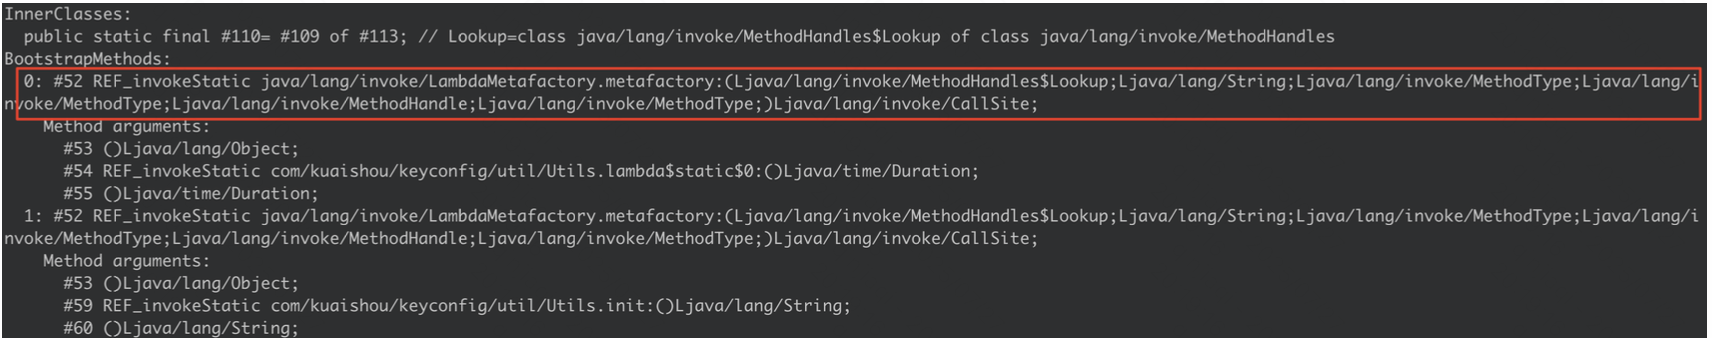 InnerClasses:
  public static final #110= #109 of #113; // Lookup=class java/lang/invoke/MethodHandles$Lookup of class java/lang/invoke/MethodHandles
BootstrapMethods:
  0: #52 REF_invokeStatic java/lang/invoke/LambdaMetafactory.metafactory:(Ljava/lang/invoke/MethodHandles$Lookup;Ljava/lang/String;Ljava/lang/invoke/MethodType;Ljava/lang/i
nvoke/MethodType;Ljava/lang/invoke/MethodHandle;Ljava/lang/invoke/MethodType;)Ljava/lang/invoke/CallSite;
    Method arguments:
      #53 ()Ljava/lang/Object;
      #54 REF_invokeStatic com/kuaishou/keyconfig/util/Utils.lambda$static$0:()Ljava/time/Duration;
      #55 ()Ljava/time/Duration;
  1: #52 REF_invokeStatic java/lang/invoke/LambdaMetafactory.metafactory:(Ljava/lang/invoke/MethodHandles$Lookup;Ljava/lang/String;Ljava/lang/invoke/MethodType;Ljava/lang/i
nvoke/MethodType;Ljava/lang/invoke/MethodHandle;Ljava/lang/invoke/MethodType;)Ljava/lang/invoke/CallSite;
    Method arguments:
      #53 ()Ljava/lang/Object;
      #59 REF_invokeStatic com/kuaishou/keyconfig/util/Utils.init:()Ljava/lang/String;
      #60 ()Ljava/lang/String;